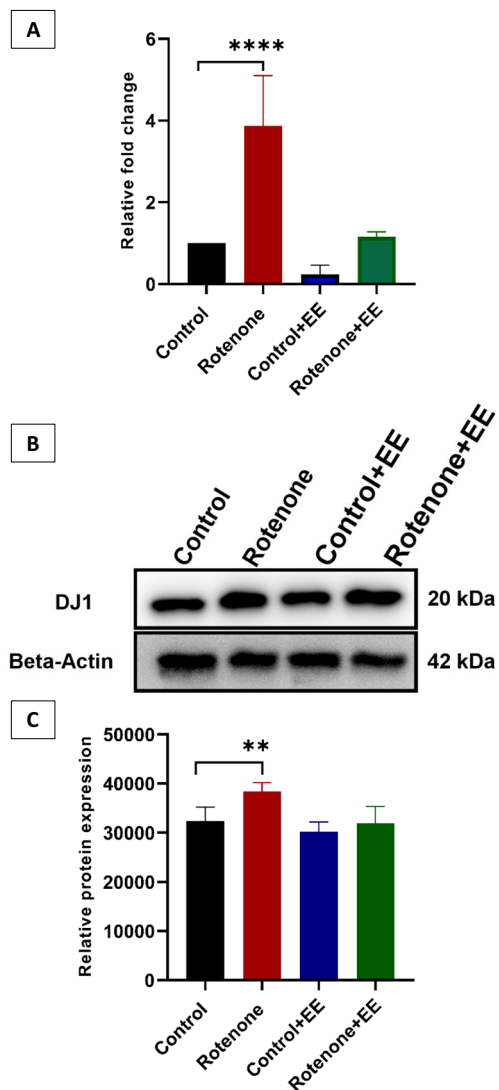 A
Relative fold change
6
4
2
0
****
Control
Rotenone
Control+EE
Rotenone+EE
B
Control
Rotenone
Control+EE
Rotenone+EE
DJ1
20 kDa
Beta-Actin
42 kDa
C
Relative protein expression
50000
40000
30000
20000
10000
0
**
Control
Rotenone
Control+EE
Rotenone+EE